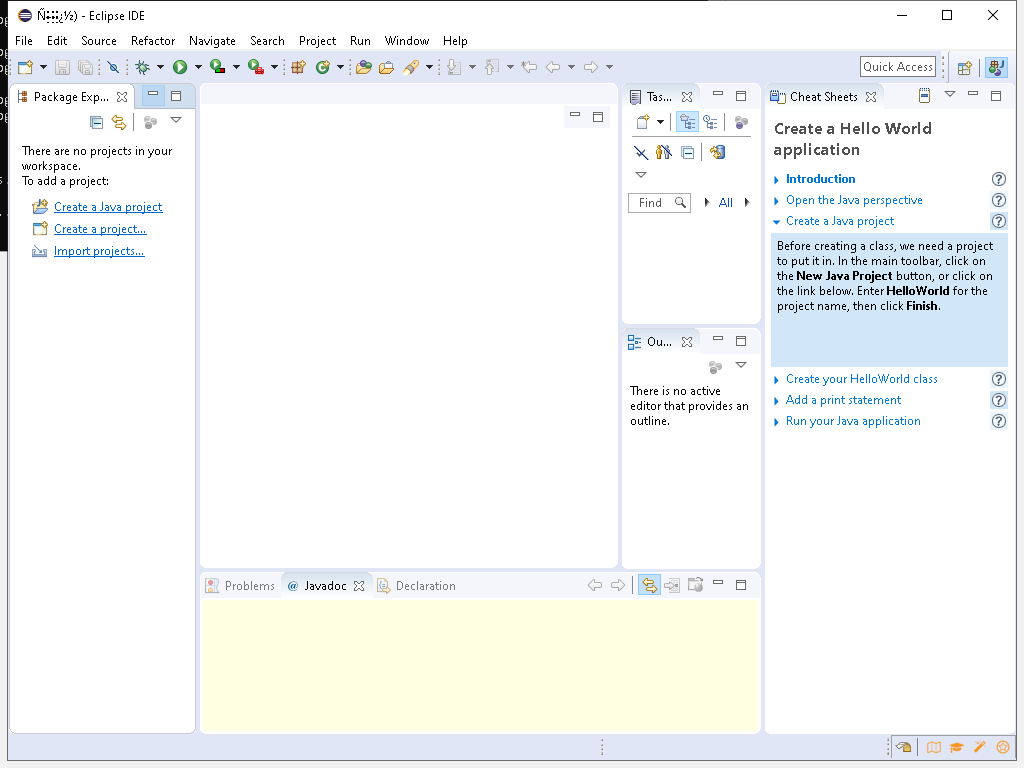 - Eclipse IDE
File Edit Source Refactor Navigate Search Project Run Window Help
Quick Access
Package Exp...
There are no projects in your
workspace.
To add a project:
Create a Java project
Create a project...
Import projects...
Tas...
Find
All
Ou...
There is no active
editor that provides an
outline.
Cheat Sheets
Create a Hello World
application
Introduction
Open the Java perspective
Create a Java project
Before creating a class, we need a project
to put it in. In the main toolbar, click on
the New Java Project button, or click on
the link below. Enter HelloWorld for the
project name, then click Finish.
Create your HelloWorld class
Add a print statement
Run your Java application
Problems @ Javadoc Declaration